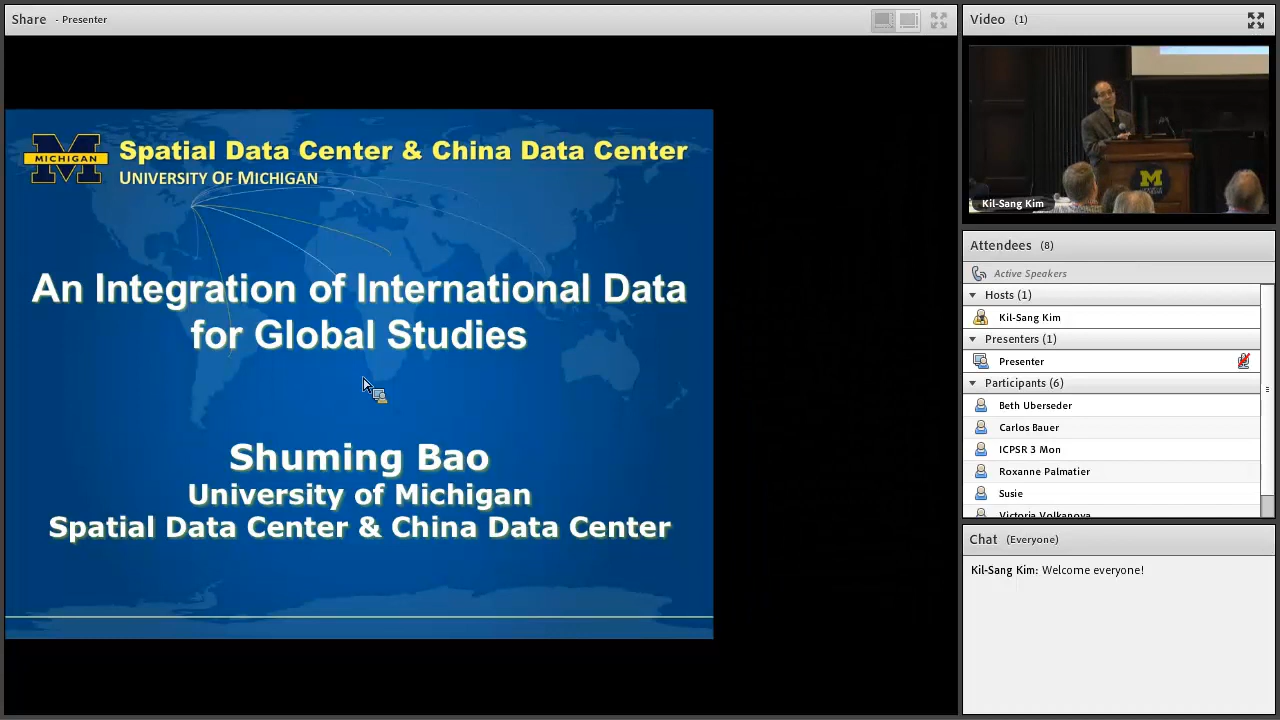 Share - Presenter
MICHIGAN
Spatial Data Center & China Data Center
UNIVERSITY OF MICHIGAN
An Integration of International Data
for Global Studies
Shuming Bao
University of Michigan
Spatial Data Center & China Data Center
Video (1)
M
Kil-Sang Kim
Attendees (8)
Active Speakers
Hosts (1)
Kil-Sang Kim
Presenters (1)
Presenter
Participants (6)
Beth Uberseder
Carlos Bauer
ICPSR 3 Mon
Roxanne Palmatier
Susie
Victoria Volkanova
Chat (Everyone)
Kil-Sang Kim: Welcome everyone!